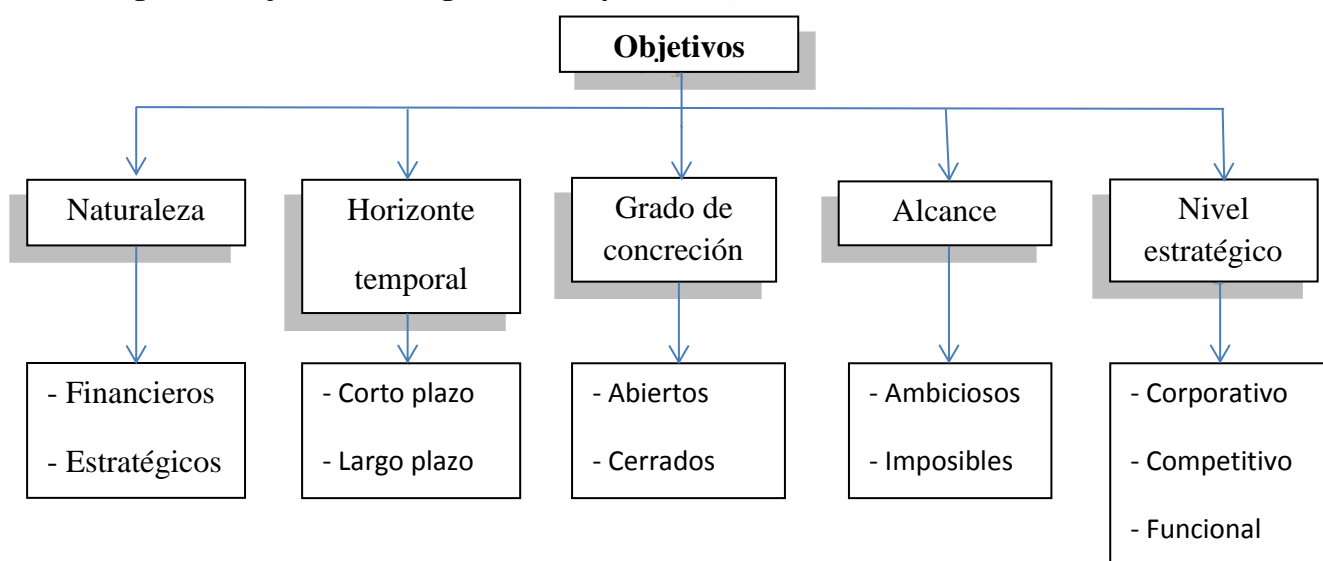 Objetivos
Naturaleza
Horizonte
temporal
Grado de
concreción
Alcance
Nivel
estratégico
- Financieros
- Estratégicos
- Corto plazo
- Largo plazo
- Abiertos
- Cerrados
- Ambiciosos
- Imposibles
- Corporativo
- Competitivo
- Funcional